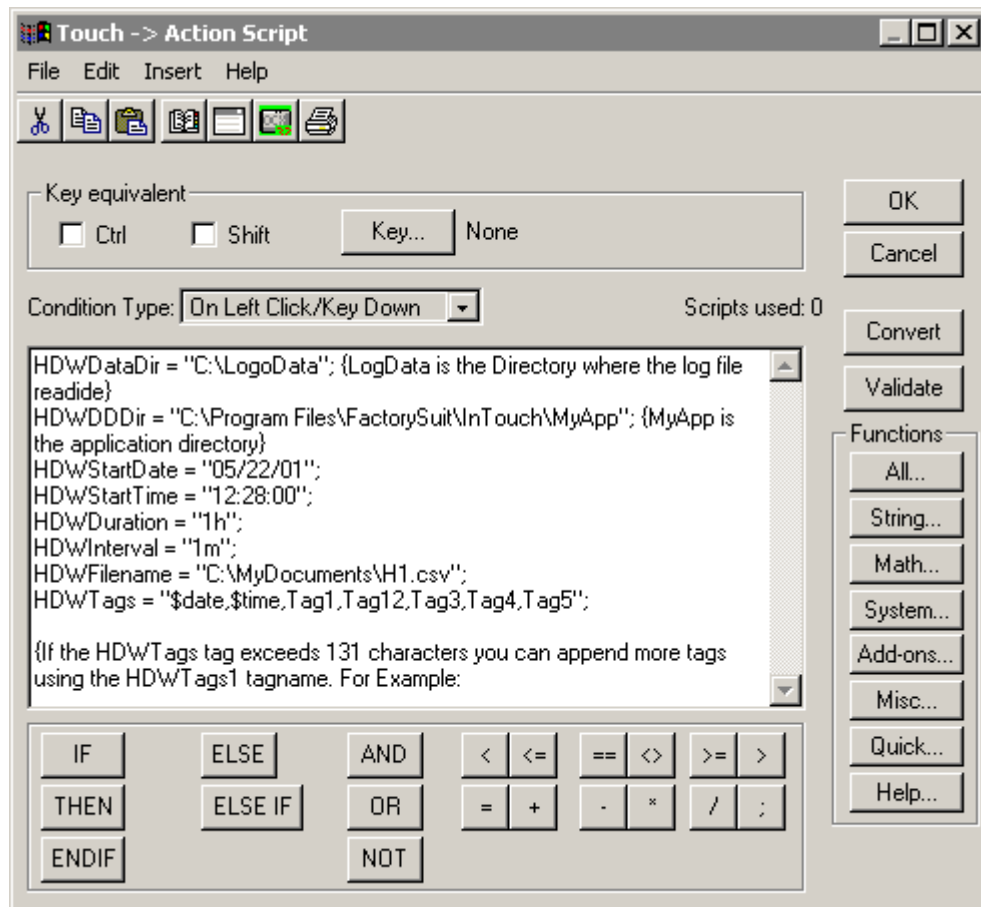 Touch -> Action Script
File Edit Insert Help
Key equivalent
Ctrl Shift Key... None
OK
Cancel
Condition Type: On Left Click/Key Down Scripts used: 0
Convert
Validate
HDWDataDir = "C:\LogoData"; {LogData is the Directory where the log file
readide}
HDWDDDir = "C:\Program Files\FactorySuit\InTouch\MyApp"; {MyApp is
the application directory}
HDWStartDate = "05/22/01";
HDWStartTime = "12:28:00";
HDWDuration = "1h";
HDWInterval = "1m";
HDWFilename = "C:\MyDocuments\H1.csv";
HDWTags = "$date,$time,Tag1,Tag12,Tag3,Tag4,Tag5";
{If the HDWTags tag exceeds 131 characters you can append more tags
using the HDWTags1 tagname. For Example:
Functions
All...
String...
Math...
System...
Add-ons...
Misc...
Quick...
Help...
IF ELSE AND < <= == <> >= >
THEN ELSE IF OR = + - * / ;
ENDIF NOT